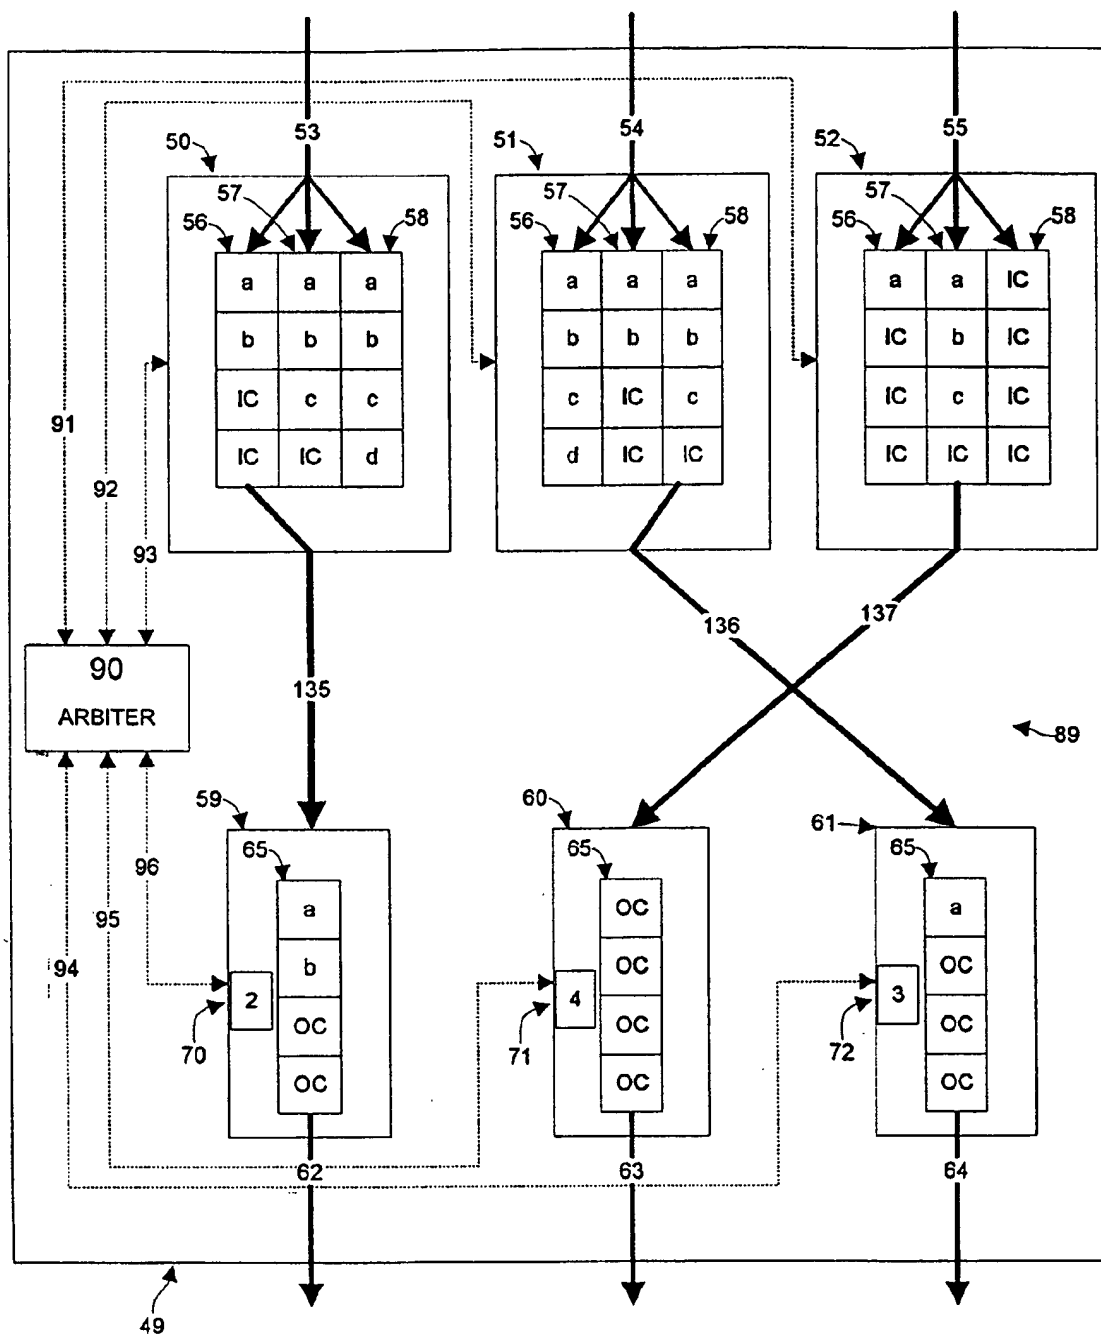 53
54
55
50
51
52
57
57
57
56
58
56
58
56
58
a a a
b b b
IC c c
IC IC d
a a a
b b b
c IC c
d IC IC
a a IC
IC b IC
IC c IC
IC IC IC
91
92
93
136
137
135
90
ARBITER
89
59
60
61
65
65
65
96
95
94
a
b
OC
OC
OC
OC
OC
OC
a
OC
OC
OC
2
4
3
70
71
72
62
63
64
49